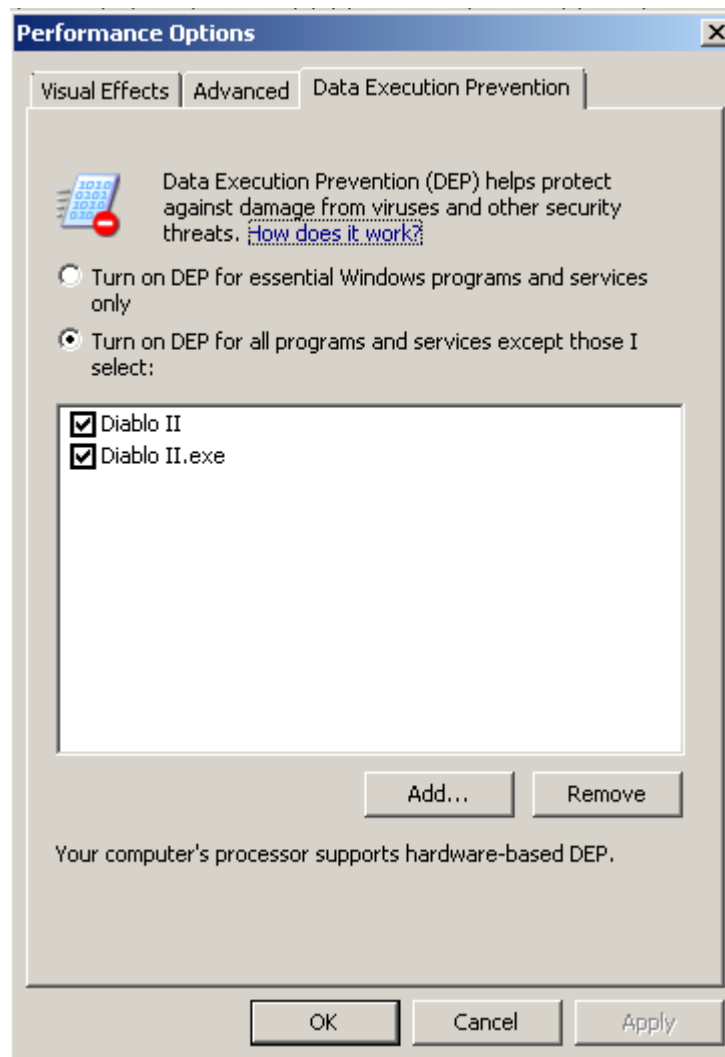 Performance Options
Visual Effects Advanced Data Execution Prevention
Data Execution Prevention (DEP) helps protect
against damage from viruses and other security
threats. How does it work?
Turn on DEP for essential Windows programs and services
only
Turn on DEP for all programs and services except those I
select:
Diablo II
Diablo II.exe
Add... Remove
Your computer's processor supports hardware-based DEP.
OK Cancel Apply